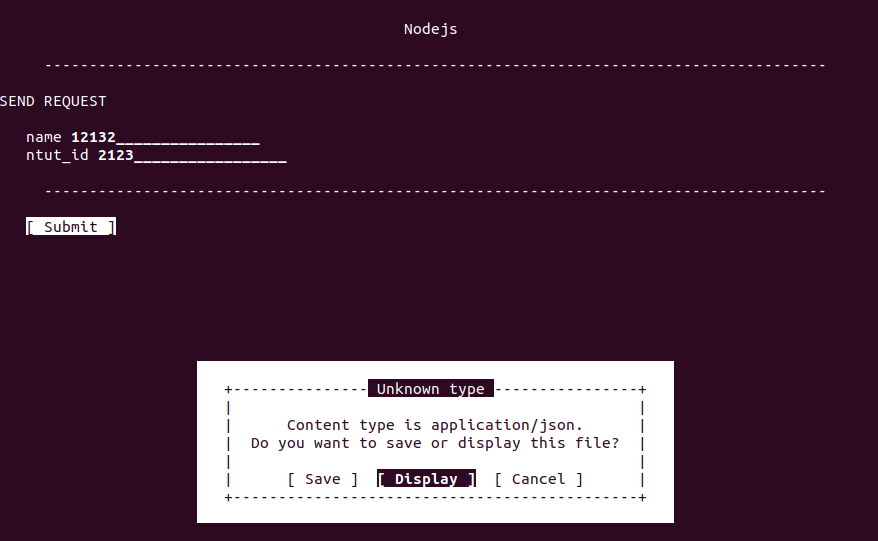 Nodejs
---------------------------------------------------------------------------------------
SEND REQUEST
name 12132________________
ntut_id 2123_________________
---------------------------------------------------------------------------------------
[ Submit ]
+--------------- Unknown type ----------------+
| |
| Content type is application/json. |
| Do you want to save or display this file? |
| |
| [ Save ] [ Display ] [ Cancel ] |
+---------------------------------------------+